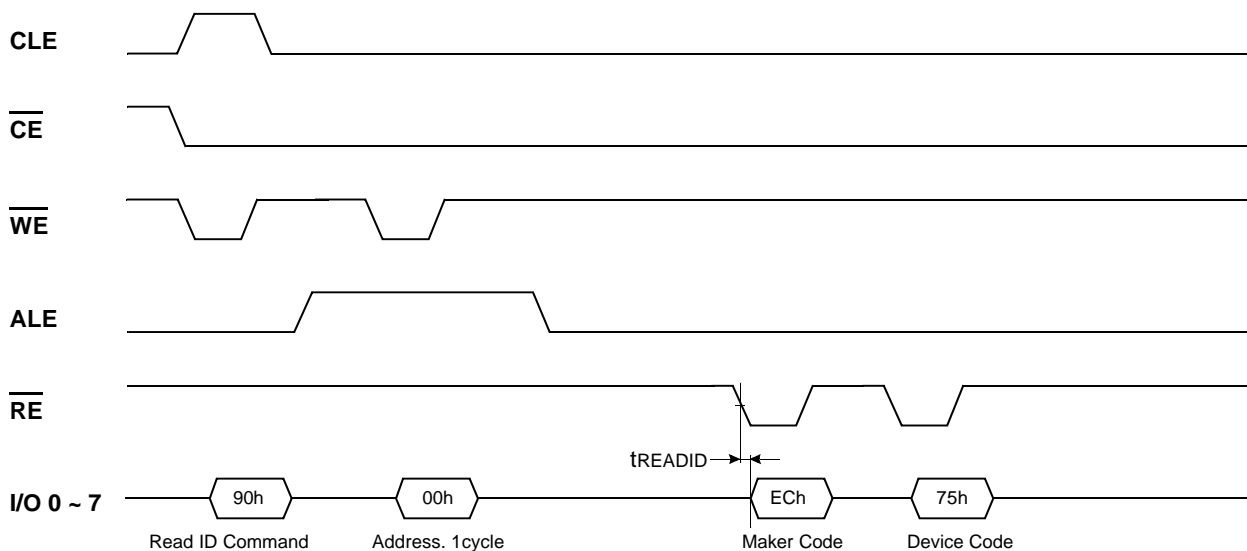 CLE
CE
WE
ALE
RE
tREADID
I/O 0 ~ 7
90h
00h
ECh
75h
Read ID Command
Address. 1cycle
Maker Code
Device Code